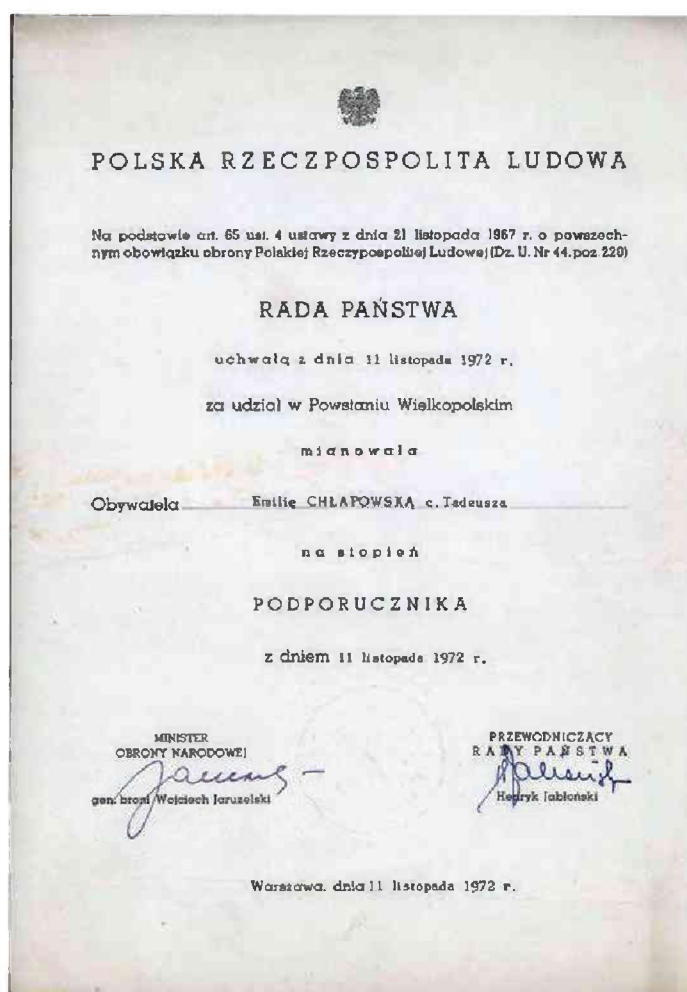 POLSKA RZECZPOSPOLITA LUDOWA
Na podstawie art. 65 ust. 4 ustawy z dnia 21 listopada 1967 r. o powszech-
nym obowiązku obrony Polskiej Rzeczypospolitej Ludowej (Dz. U. Nr 44. poz. 220)
RADA PAŃSTWA
uchwałą z dnia 11 listopada 1972 r.
za udział w Powstaniu Wielkopolskim
mianowała
Obywatela Emilię CHŁAPOWSKĄ c. Tadeusza
na stopień
PODPORUCZNIKA
z dniem 11 listopada 1972 r.
MINISTER
OBRONY NARODOWEJ
gen. broni Wojciech Jaruzelski
PRZEWODNICZĄCY
RADY PAŃSTWA
Henryk Jabłoński
Warszawa, dnia 11 listopada 1972 r.